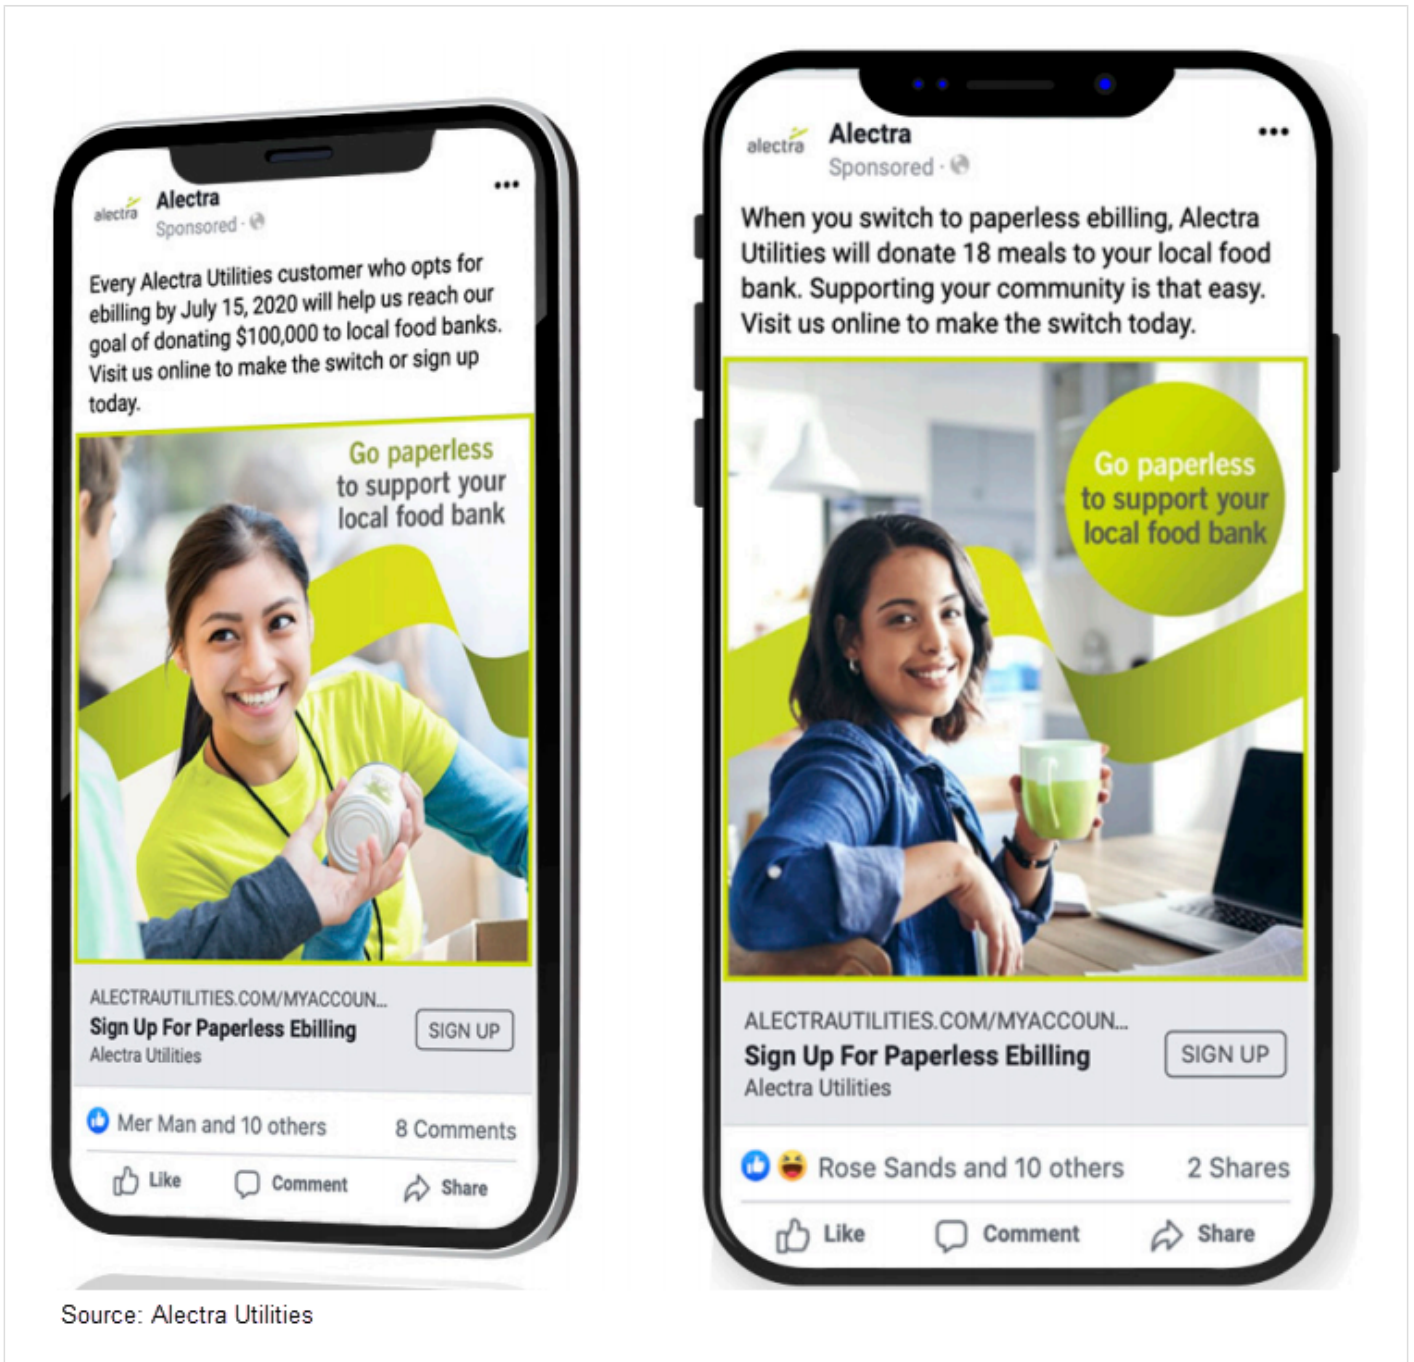 alectra
Alectra
Sponsored ·
Every Alectra Utilities customer who opts for
ebilling by July 15, 2020 will help us reach our
goal of donating $100,000 to local food banks.
Visit us online to make the switch or sign up
today.
Go paperless
to support your
local food bank
ALECTRAUTILITIES.COM/MYACCOUN...
Sign Up For Paperless Ebilling
SIGN UP
Alectra Utilities
Mer Man and 10 others
8 Comments
Like
Comment
Share
alectra
Alectra
Sponsored ·
When you switch to paperless ebilling, Alectra
Utilities will donate 18 meals to your local food
bank. Supporting your community is that easy.
Visit us online to make the switch today.
Go paperless
to support your
local food bank
ALECTRAUTILITIES.COM/MYACCOUN...
Sign Up For Paperless Ebilling
SIGN UP
Alectra Utilities
Rose Sands and 10 others
2 Shares
Like
Comment
Share
Source: Alectra Utilities